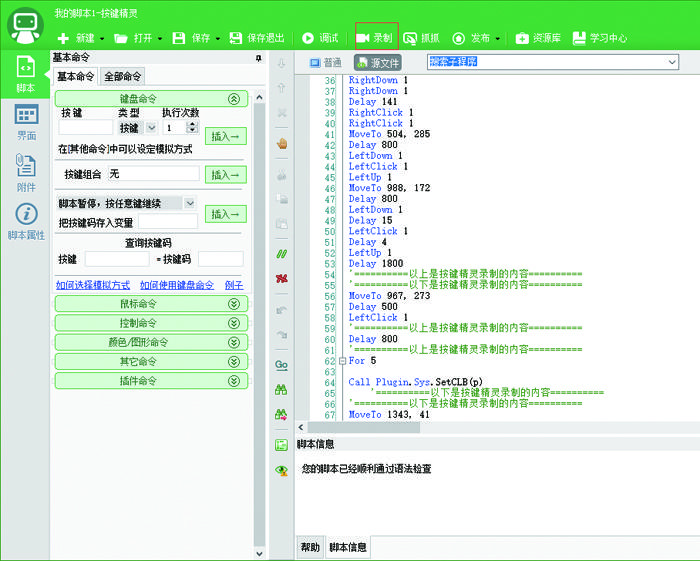 我的脚本1-按键精灵
新建 打开 保存 保存退出 调试 录制 抓抓 发布 资源库 学习中心
脚本
界面
附件
脚本属性
基本命令
基本命令 全部命令
键盘命令
按键 类型 执行次数
按键 1 插入→
在[其他命令]中可以设定模拟方式
按键组合 无 插入→
脚本暂停，按任意键继续
把按键码存入变量 插入→
查询按键码
按键 =按键码
如何选择模拟方式 如何使用键盘命令 例子
鼠标命令
控制命令
颜色/图形命令
其它命令
插件命令
Go
普通 源文件 搜索子程序
36 RightDown 1
37 RightDown 1
38 Delay 141
39 RightClick 1
40 RightClick 1
41 MoveTo 504, 285
42 Delay 800
43 LeftDown 1
44 LeftClick 1
45 LeftUp 1
46 MoveTo 988, 172
47 Delay 800
48 LeftDown 1
49 Delay 15
50 LeftClick 1
51 Delay 4
52 LeftUp 1
53 Delay 1800
54 '==========以上是按键精灵录制的内容==========
55 '==========以下是按键精灵录制的内容==========
56 MoveTo 967, 273
57 Delay 500
58 LeftClick 1
59 '==========以上是按键精灵录制的内容==========
60 Delay 800
61 '==========以上是按键精灵录制的内容==========
62 For 5
63
64 Call Plugin.Sys.SetCLB(p)
65 '==========以下是按键精灵录制的内容==========
66 '==========以下是按键精灵录制的内容==========
67 MoveTo 1343, 41
脚本信息
您的脚本已经顺利通过语法检查
帮助 脚本信息